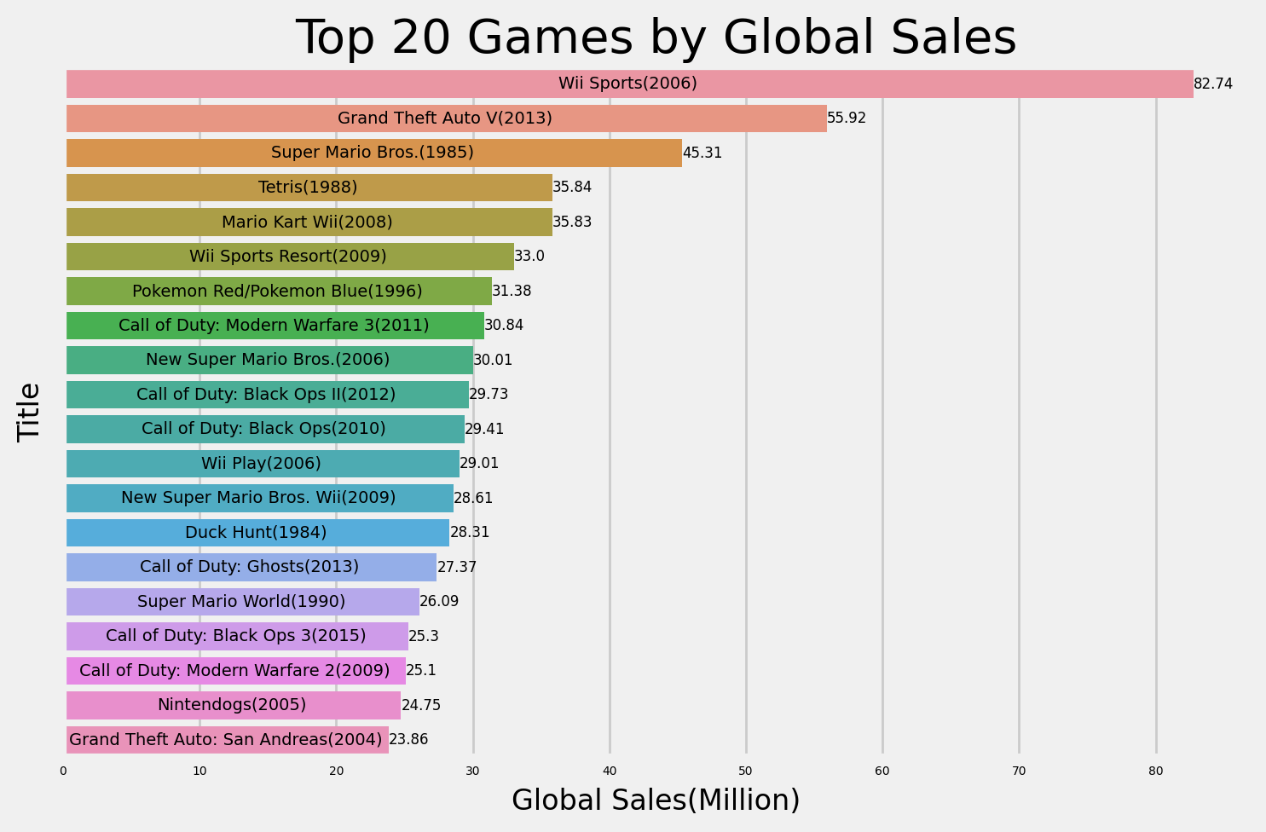 Top 20 Games by Global Sales
Wii Sports(2006) 82.74
Grand Theft Auto V(2013) 55.92
Super Mario Bros.(1985) 45.31
Tetris(1988) 35.84
Mario Kart Wii(2008) 35.83
Wii Sports Resort(2009) 33.0
Pokemon Red/Pokemon Blue(1996) 31.38
Call of Duty: Modern Warfare 3(2011) 30.84
New Super Mario Bros.(2006) 30.01
Call of Duty: Black Ops II(2012) 29.73
Call of Duty: Black Ops(2010) 29.41
Wii Play(2006) 29.01
New Super Mario Bros. Wii(2009) 28.61
Duck Hunt(1984) 28.31
Call of Duty: Ghosts(2013) 27.37
Super Mario World(1990) 26.09
Call of Duty: Black Ops 3(2015) 25.3
Call of Duty: Modern Warfare 2(2009) 25.1
Nintendogs(2005) 24.75
Grand Theft Auto: San Andreas(2004) 23.86
Title
0 10 20 30 40 50 60 70 80
Global Sales(Million)